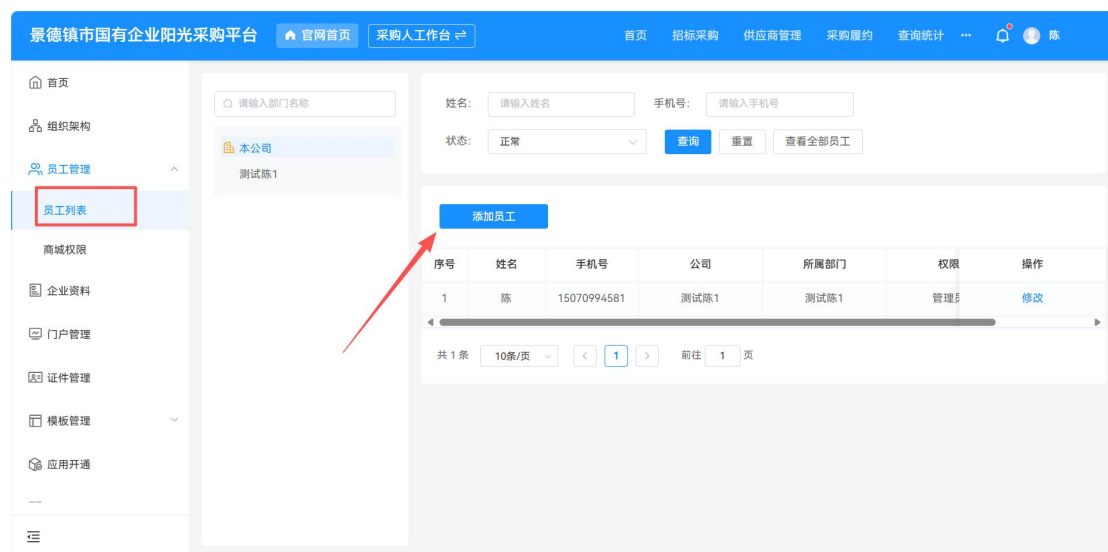 景德镇市国有企业阳光采购平台 官网首页 采购人工作台 首页 招标采购 供应商管理 采购履约 查询统计 ... 陈
首页
组织架构
员工管理
员工列表
商城权限
企业资料
门户管理
证件管理
模板管理
应用开通
请输入部门名称
本公司
测试陈1
姓名: 请输入姓名 手机号: 请输入手机号
状态: 正常 查询 重置 查看全部员工
添加员工
序号 姓名 手机号 公司 所属部门 权限 操作
1 陈 15070994581 测试陈1 测试陈1 管理 修改
共 1 条 10条/页 < 1 > 前往 1 页